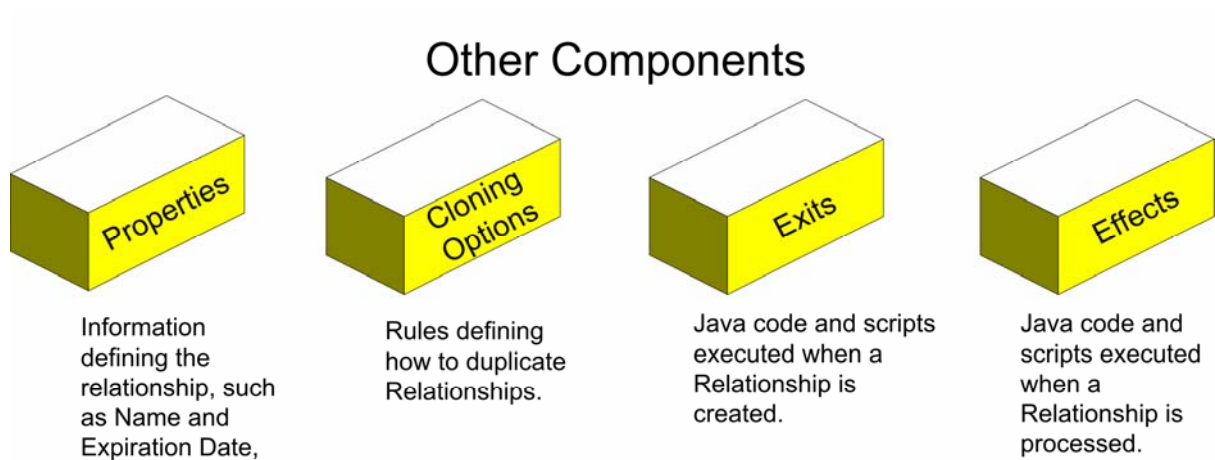 Other Components
Properties
Cloning
Options
Exits
Effects
Information
defining the
relationship, such
as Name and
Expiration Date,
Rules defining
how to duplicate
Relationships.
Java code and scripts
executed when a
Relationship is
created.
Java code and
scripts executed
when a
Relationship is
processed.